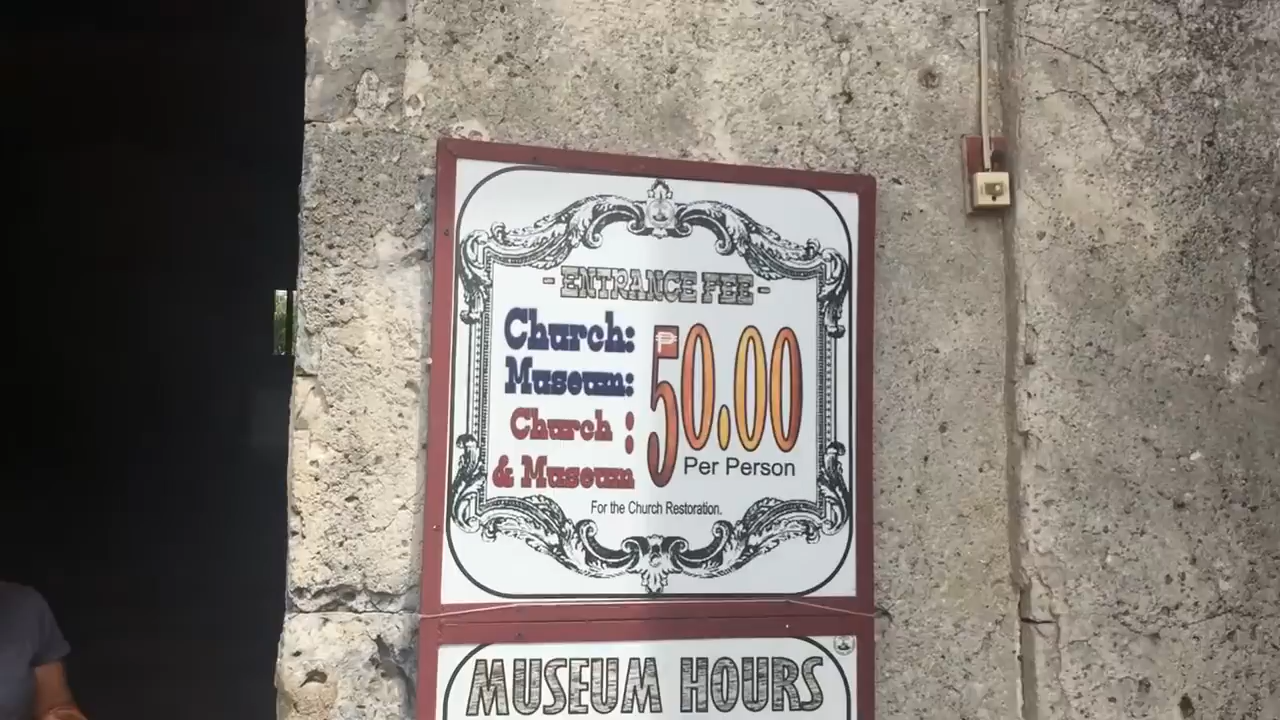 - ENTRANCE FEE -
Church:
Museum:
Church :
& Museum
₱50.00
Per Person
For the Church Restoration.
MUSEUM HOURS